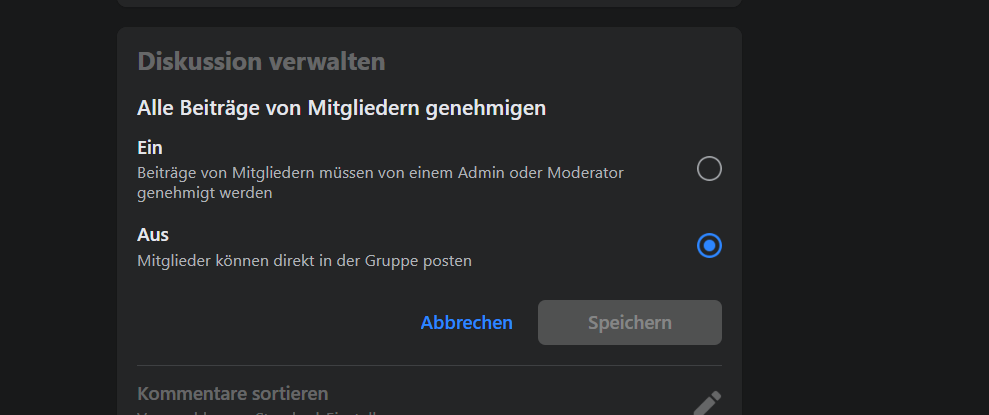 Diskussion verwalten
Alle Beiträge von Mitgliedern genehmigen
Ein
Beiträge von Mitgliedern müssen von einem Admin oder Moderator
genehmigt werden
Aus
Mitglieder können direkt in der Gruppe posten
Abbrechen Speichern
Kommentare sortieren